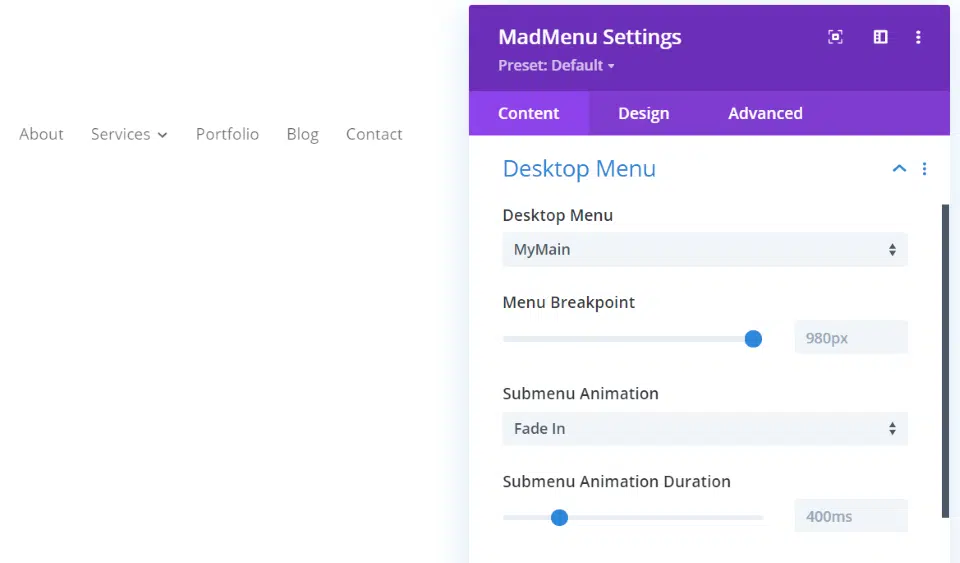 About Services Portfolio Blog Contact
MadMenu Settings
Preset: Default
Content Design Advanced
Desktop Menu
Desktop Menu
MyMain
Menu Breakpoint
980px
Submenu Animation
Fade In
Submenu Animation Duration
400ms